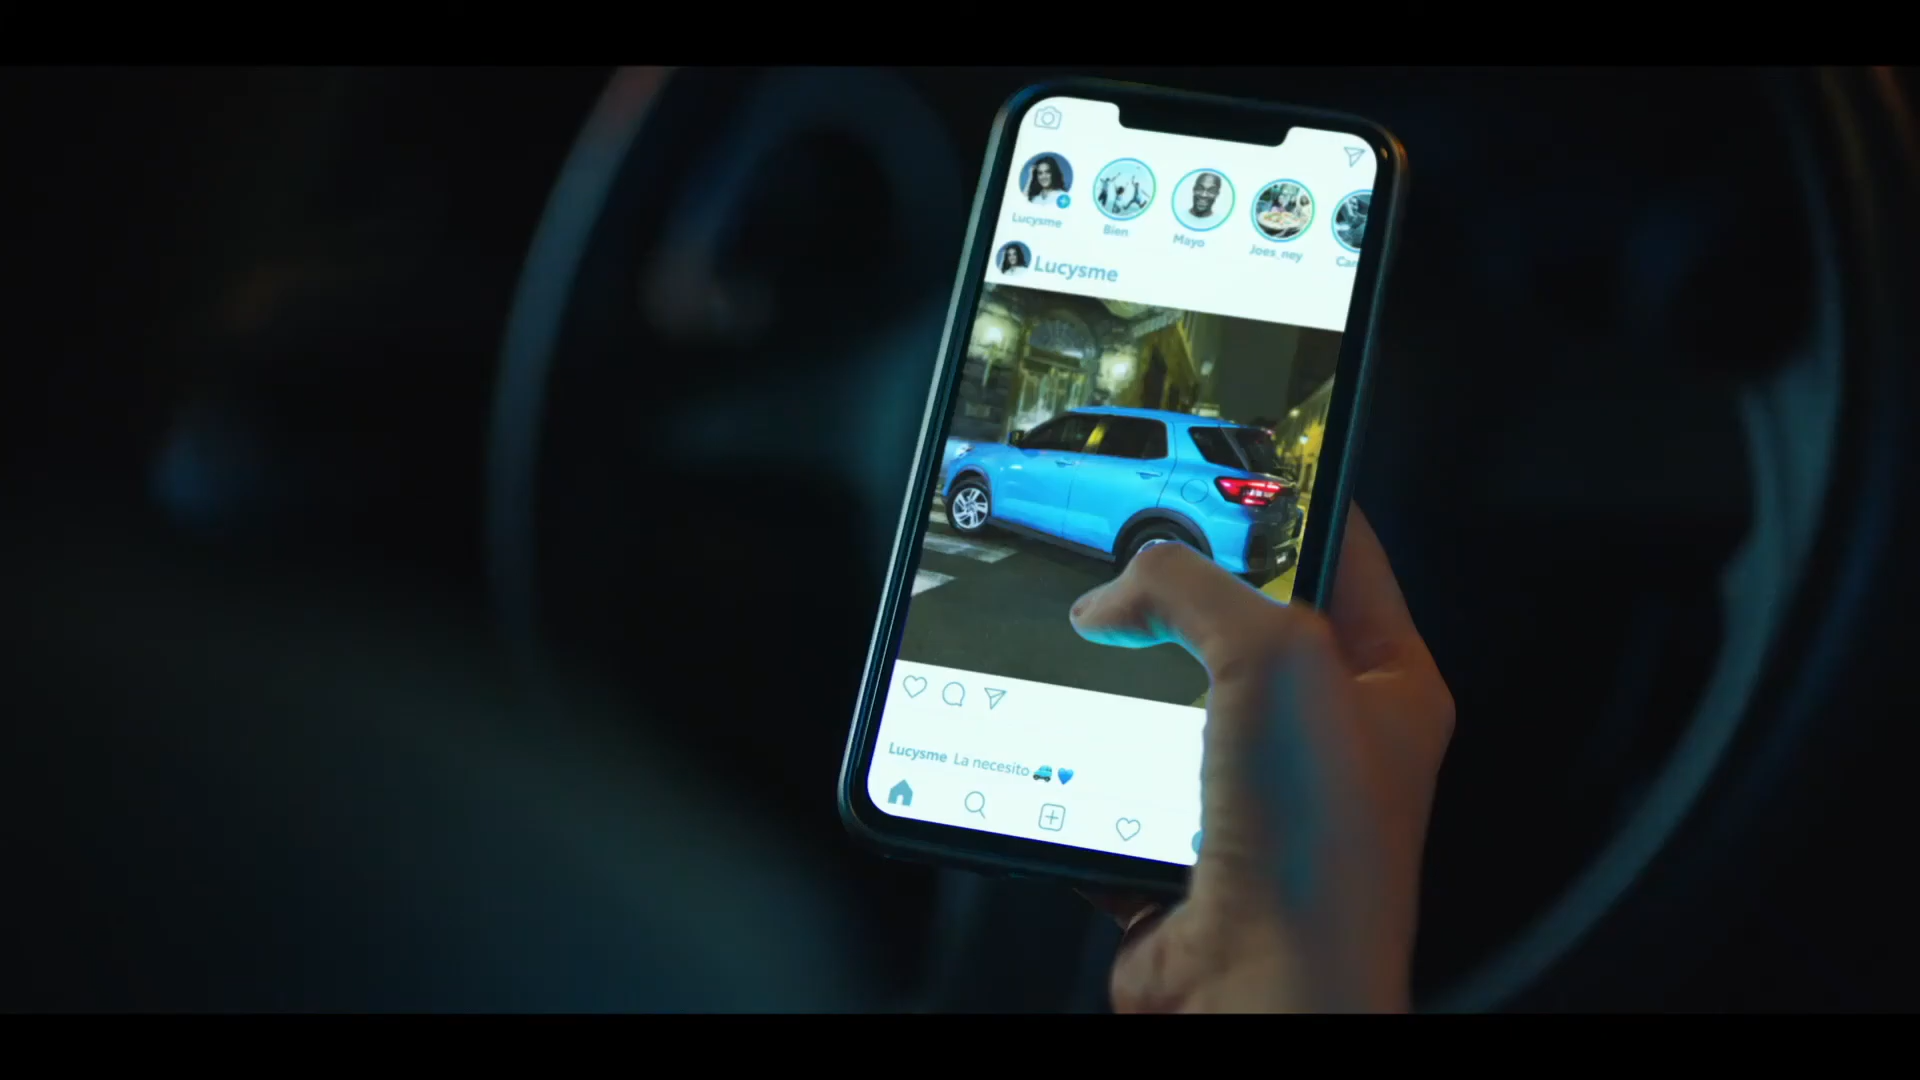 Lucysme
Bien
Mayo
Joes_ney
Lucysme
Lucysme La necesito 🚙💙